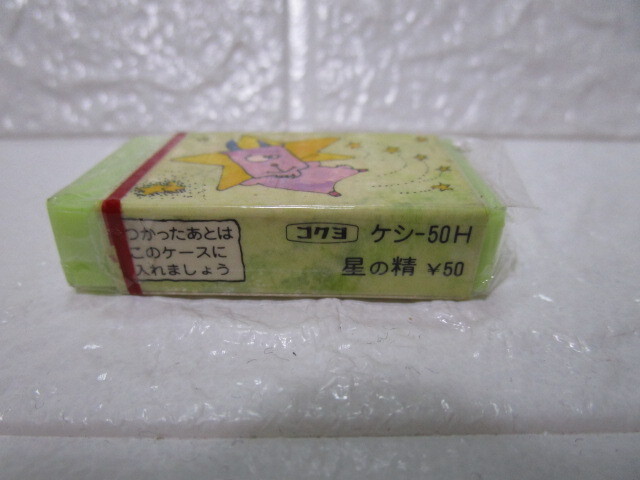 つかったあとは
このケースに
入れましょう
コクヨ ケシ-50H
星の精 ¥50